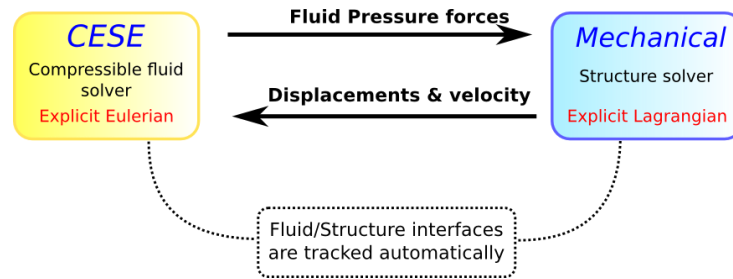 CESE
Compressible fluid
solver
Explicit Eulerian
Fluid Pressure forces
Displacements & velocity
Mechanical
Structure solver
Explicit Lagrangian
Fluid/Structure interfaces
are tracked automatically